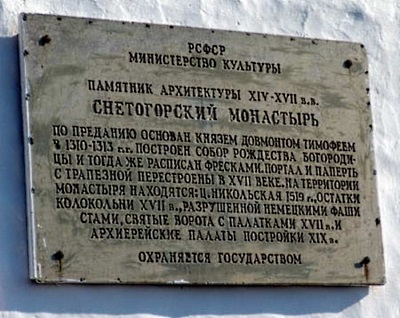 РСФСР
МИНИСТЕРСТВО КУЛЬТУРЫ
ПАМЯТНИК АРХИТЕКТУРЫ XIV-XVII в.в.
СНЕТОГОРСКИЙ МОНАСТЫРЬ
ПО ПРЕДАНИЮ ОСНОВАН КНЯЗЕМ ДОВМОНТОМ ТИМОФЕЕМ
В 1310-1313 г.г. ПОСТРОЕН СОБОР РОЖДЕСТВА БОГОРОДИ-
ЦЫ И ТОГДА ЖЕ РАСПИСАН ФРЕСКАМИ. ПОРТАЛ И ПАПЕРТЬ
С ТРАПЕЗНОЙ ПЕРЕСТРОЕНЫ В XVII ВЕКЕ. НА ТЕРРИТОРИИ
МОНАСТЫРЯ НАХОДЯТСЯ: Ц. НИКОЛЬСКАЯ 1519 г., ОСТАТКИ
КОЛОКОЛЬНИ XVII в., РАЗРУШЕННОЙ НЕМЕЦКИМИ ФАШИ
СТАМИ, СВЯТЫЕ ВОРОТА С ПАЛАТКАМИ XVII в. И
АРХИЕРЕЙСКИЕ ПАЛАТЫ ПОСТРОЙКИ XIX в.
ОХРАНЯЕТСЯ ГОСУДАРСТВОМ